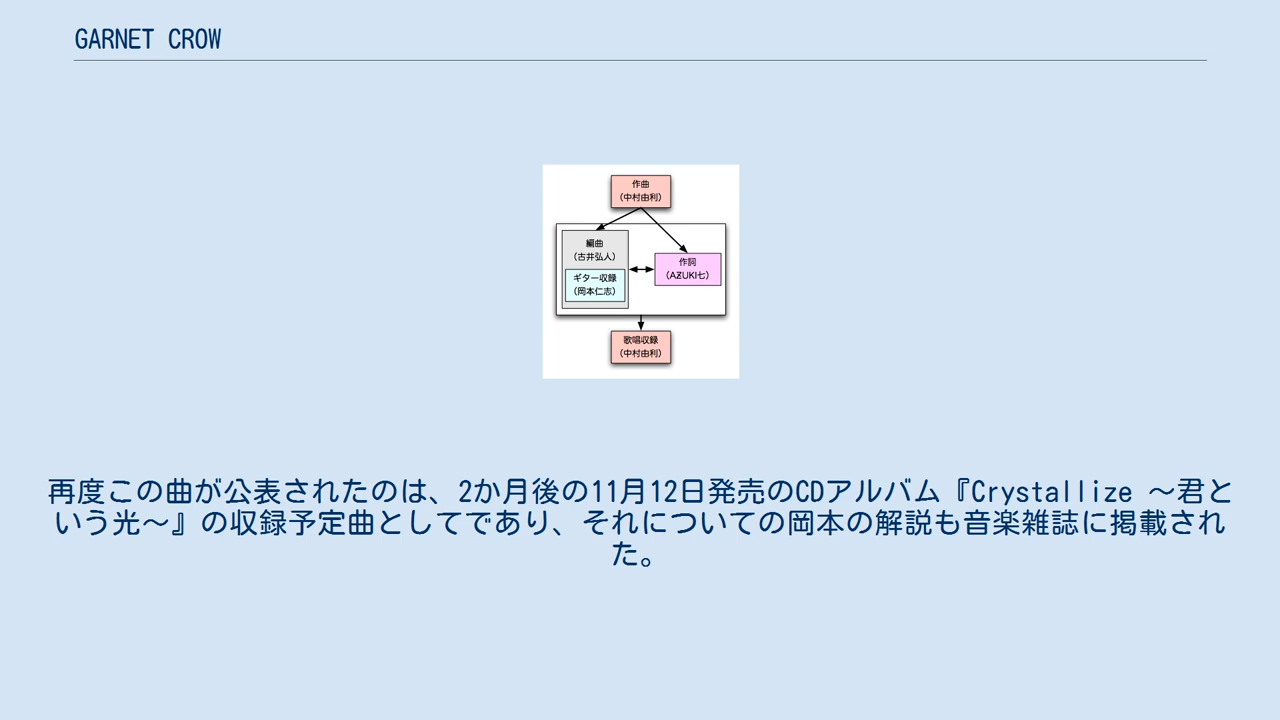 GARNET CROW
作曲
（中村由利）
編曲
（古井弘人）
ギター収録
（岡本仁志）
作詞
（AZUKI七）
歌唱収録
（中村由利）
再度この曲が公表されたのは、2か月後の11月12日発売のCDアルバム『Crystallize 〜君と
いう光〜』の収録予定曲としてであり、それについての岡本の解説も音楽雑誌に掲載され
た。